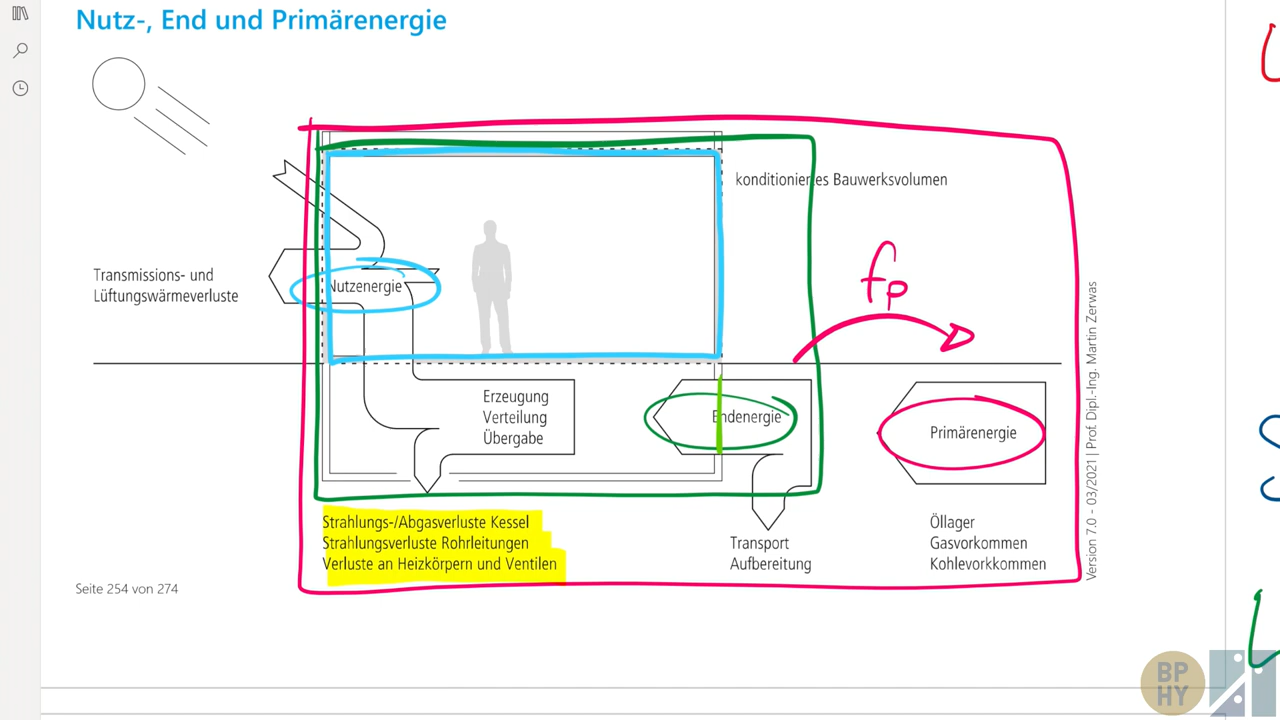 Nutz-, End und Primärenergie
konditioniertes Bauwerksvolumen
fp
Transmissions- und
Lüftungswärmeverluste
Nutzenergie
Erzeugung
Verteilung
Übergabe
Endenergie
Primärenergie
Strahlungs-/Abgasverluste Kessel
Strahlungsverluste Rohrleitungen
Verluste an Heizkörpern und Ventilen
Transport
Aufbereitung
Öllager
Gasvorkommen
Kohlevorkkommen
Version 7.0 - 03/2021 | Prof. Dipl.-Ing. Martin Zerwas
Seite 254 von 274
BP
HY